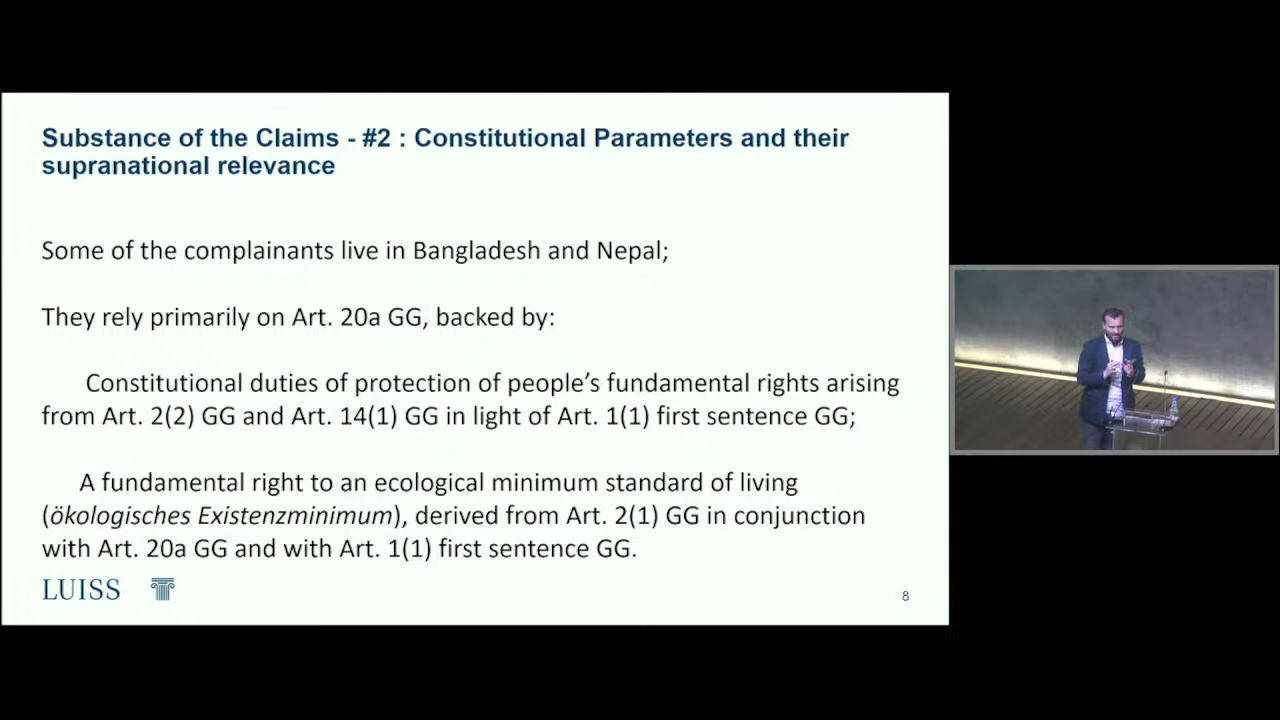 Substance of the Claims - #2 : Constitutional Parameters and their
supranational relevance
Some of the complainants live in Bangladesh and Nepal;
They rely primarily on Art. 20a GG, backed by:
Constitutional duties of protection of people’s fundamental rights arising
from Art. 2(2) GG and Art. 14(1) GG in light of Art. 1(1) first sentence GG;
A fundamental right to an ecological minimum standard of living
(ökologisches Existenzminimum), derived from Art. 2(1) GG in conjunction
with Art. 20a GG and with Art. 1(1) first sentence GG.
LUISS
8